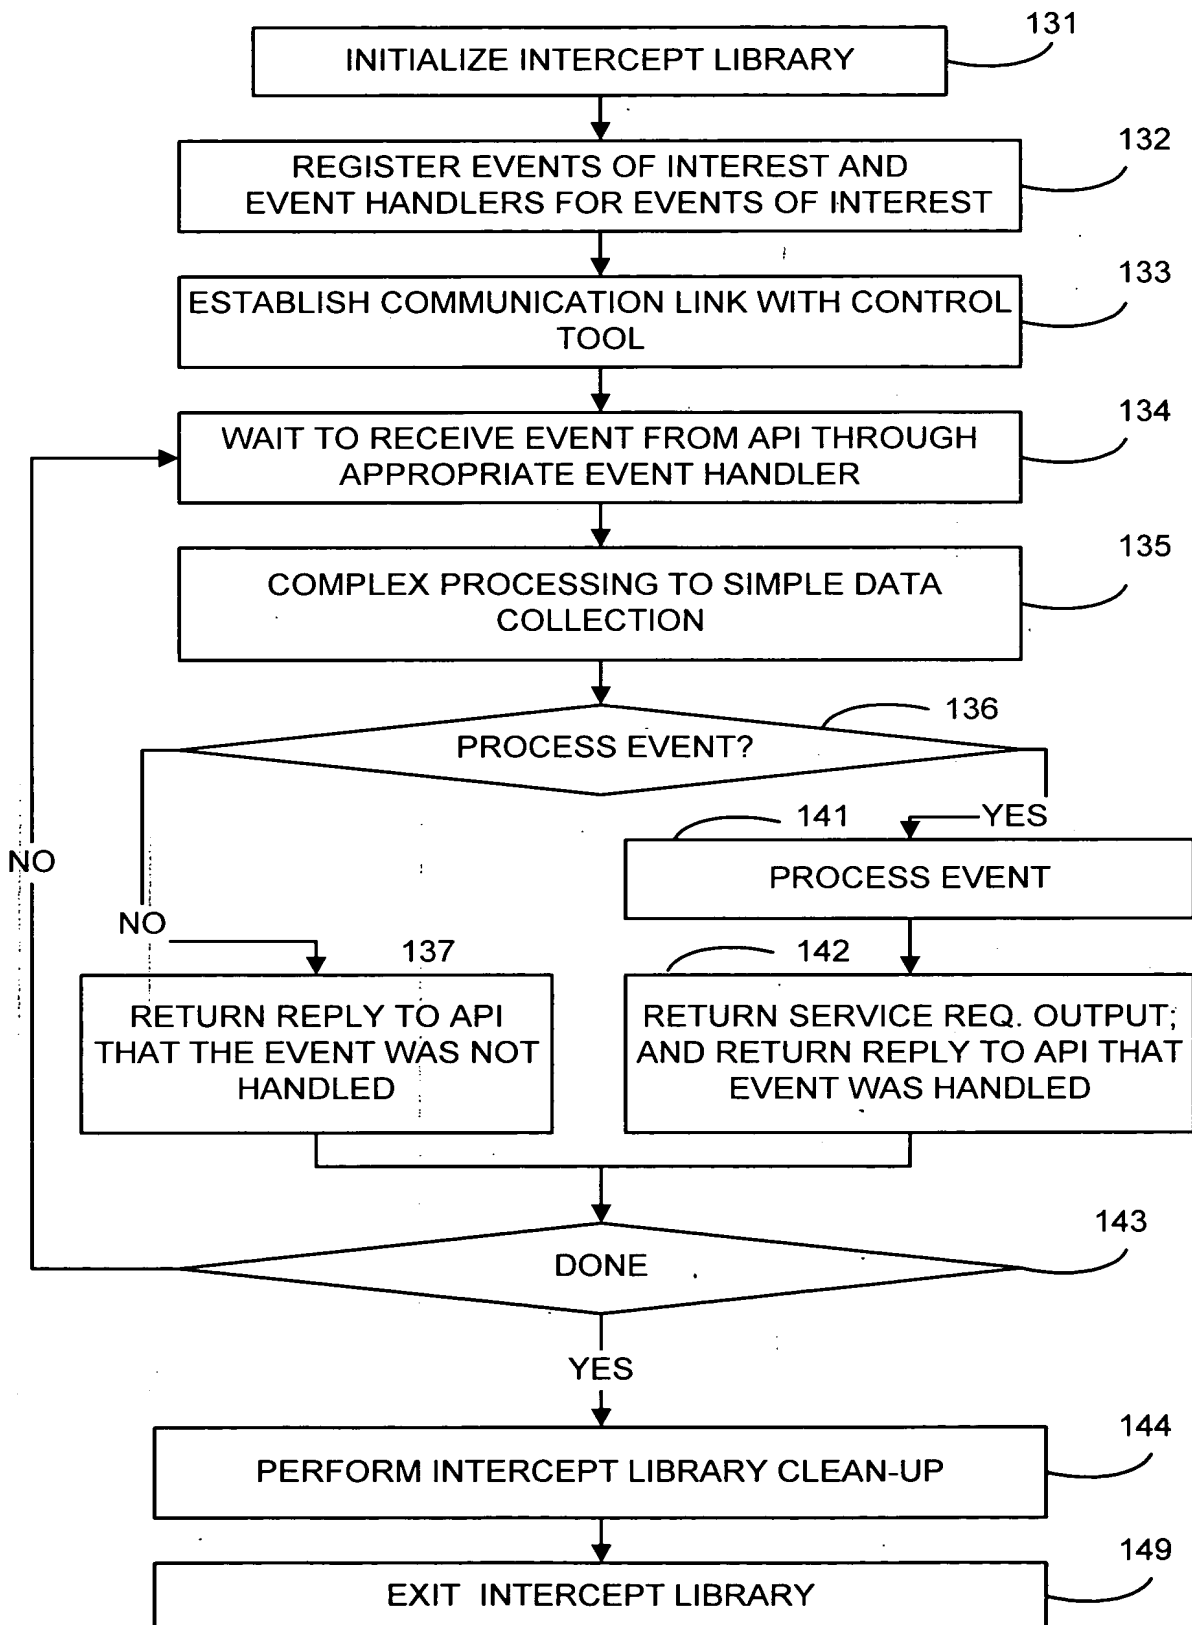 131
INITIALIZE INTERCEPT LIBRARY
132
REGISTER EVENTS OF INTEREST AND
EVENT HANDLERS FOR EVENTS OF INTEREST
133
ESTABLISH COMMUNICATION LINK WITH CONTROL
TOOL
134
WAIT TO RECEIVE EVENT FROM API THROUGH
APPROPRIATE EVENT HANDLER
135
COMPLEX PROCESSING TO SIMPLE DATA
COLLECTION
136
PROCESS EVENT?
141
YES
NO
PROCESS EVENT
NO
137
142
RETURN REPLY TO API
THAT THE EVENT WAS NOT
HANDLED
RETURN SERVICE REQ. OUTPUT;
AND RETURN REPLY TO API THAT
EVENT WAS HANDLED
143
DONE
YES
144
PERFORM INTERCEPT LIBRARY CLEAN-UP
149
EXIT INTERCEPT LIBRARY